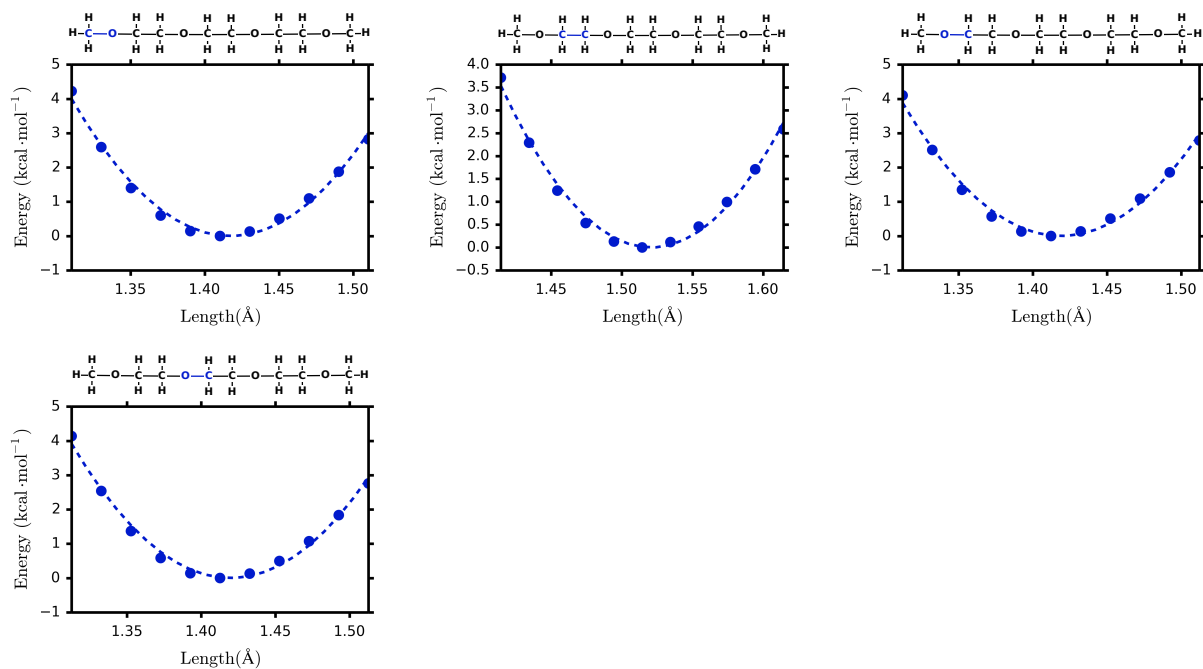 H H H H H H H H
H C O C C O C C O C C O C H
H H H H H H H H
5
4
3
2
1
0
−1
Energy (kcal·mol⁻¹)
1.35 1.40 1.45 1.50
Length(Å)
H H H H H H H H
H C O C C O C C O C C O C H
H H H H H H H H
4.0
3.5
3.0
2.5
2.0
1.5
1.0
0.5
0.0
−0.5
Energy (kcal·mol⁻¹)
1.45 1.50 1.55 1.60
Length(Å)
H H H H H H H H
H C O C C O C C O C C O C H
H H H H H H H H
5
4
3
2
1
0
−1
Energy (kcal·mol⁻¹)
1.35 1.40 1.45 1.50
Length(Å)
H H H H H H H H
H C O C C O C C O C C O C H
H H H H H H H H
5
4
3
2
1
0
−1
Energy (kcal·mol⁻¹)
1.35 1.40 1.45 1.50
Length(Å)